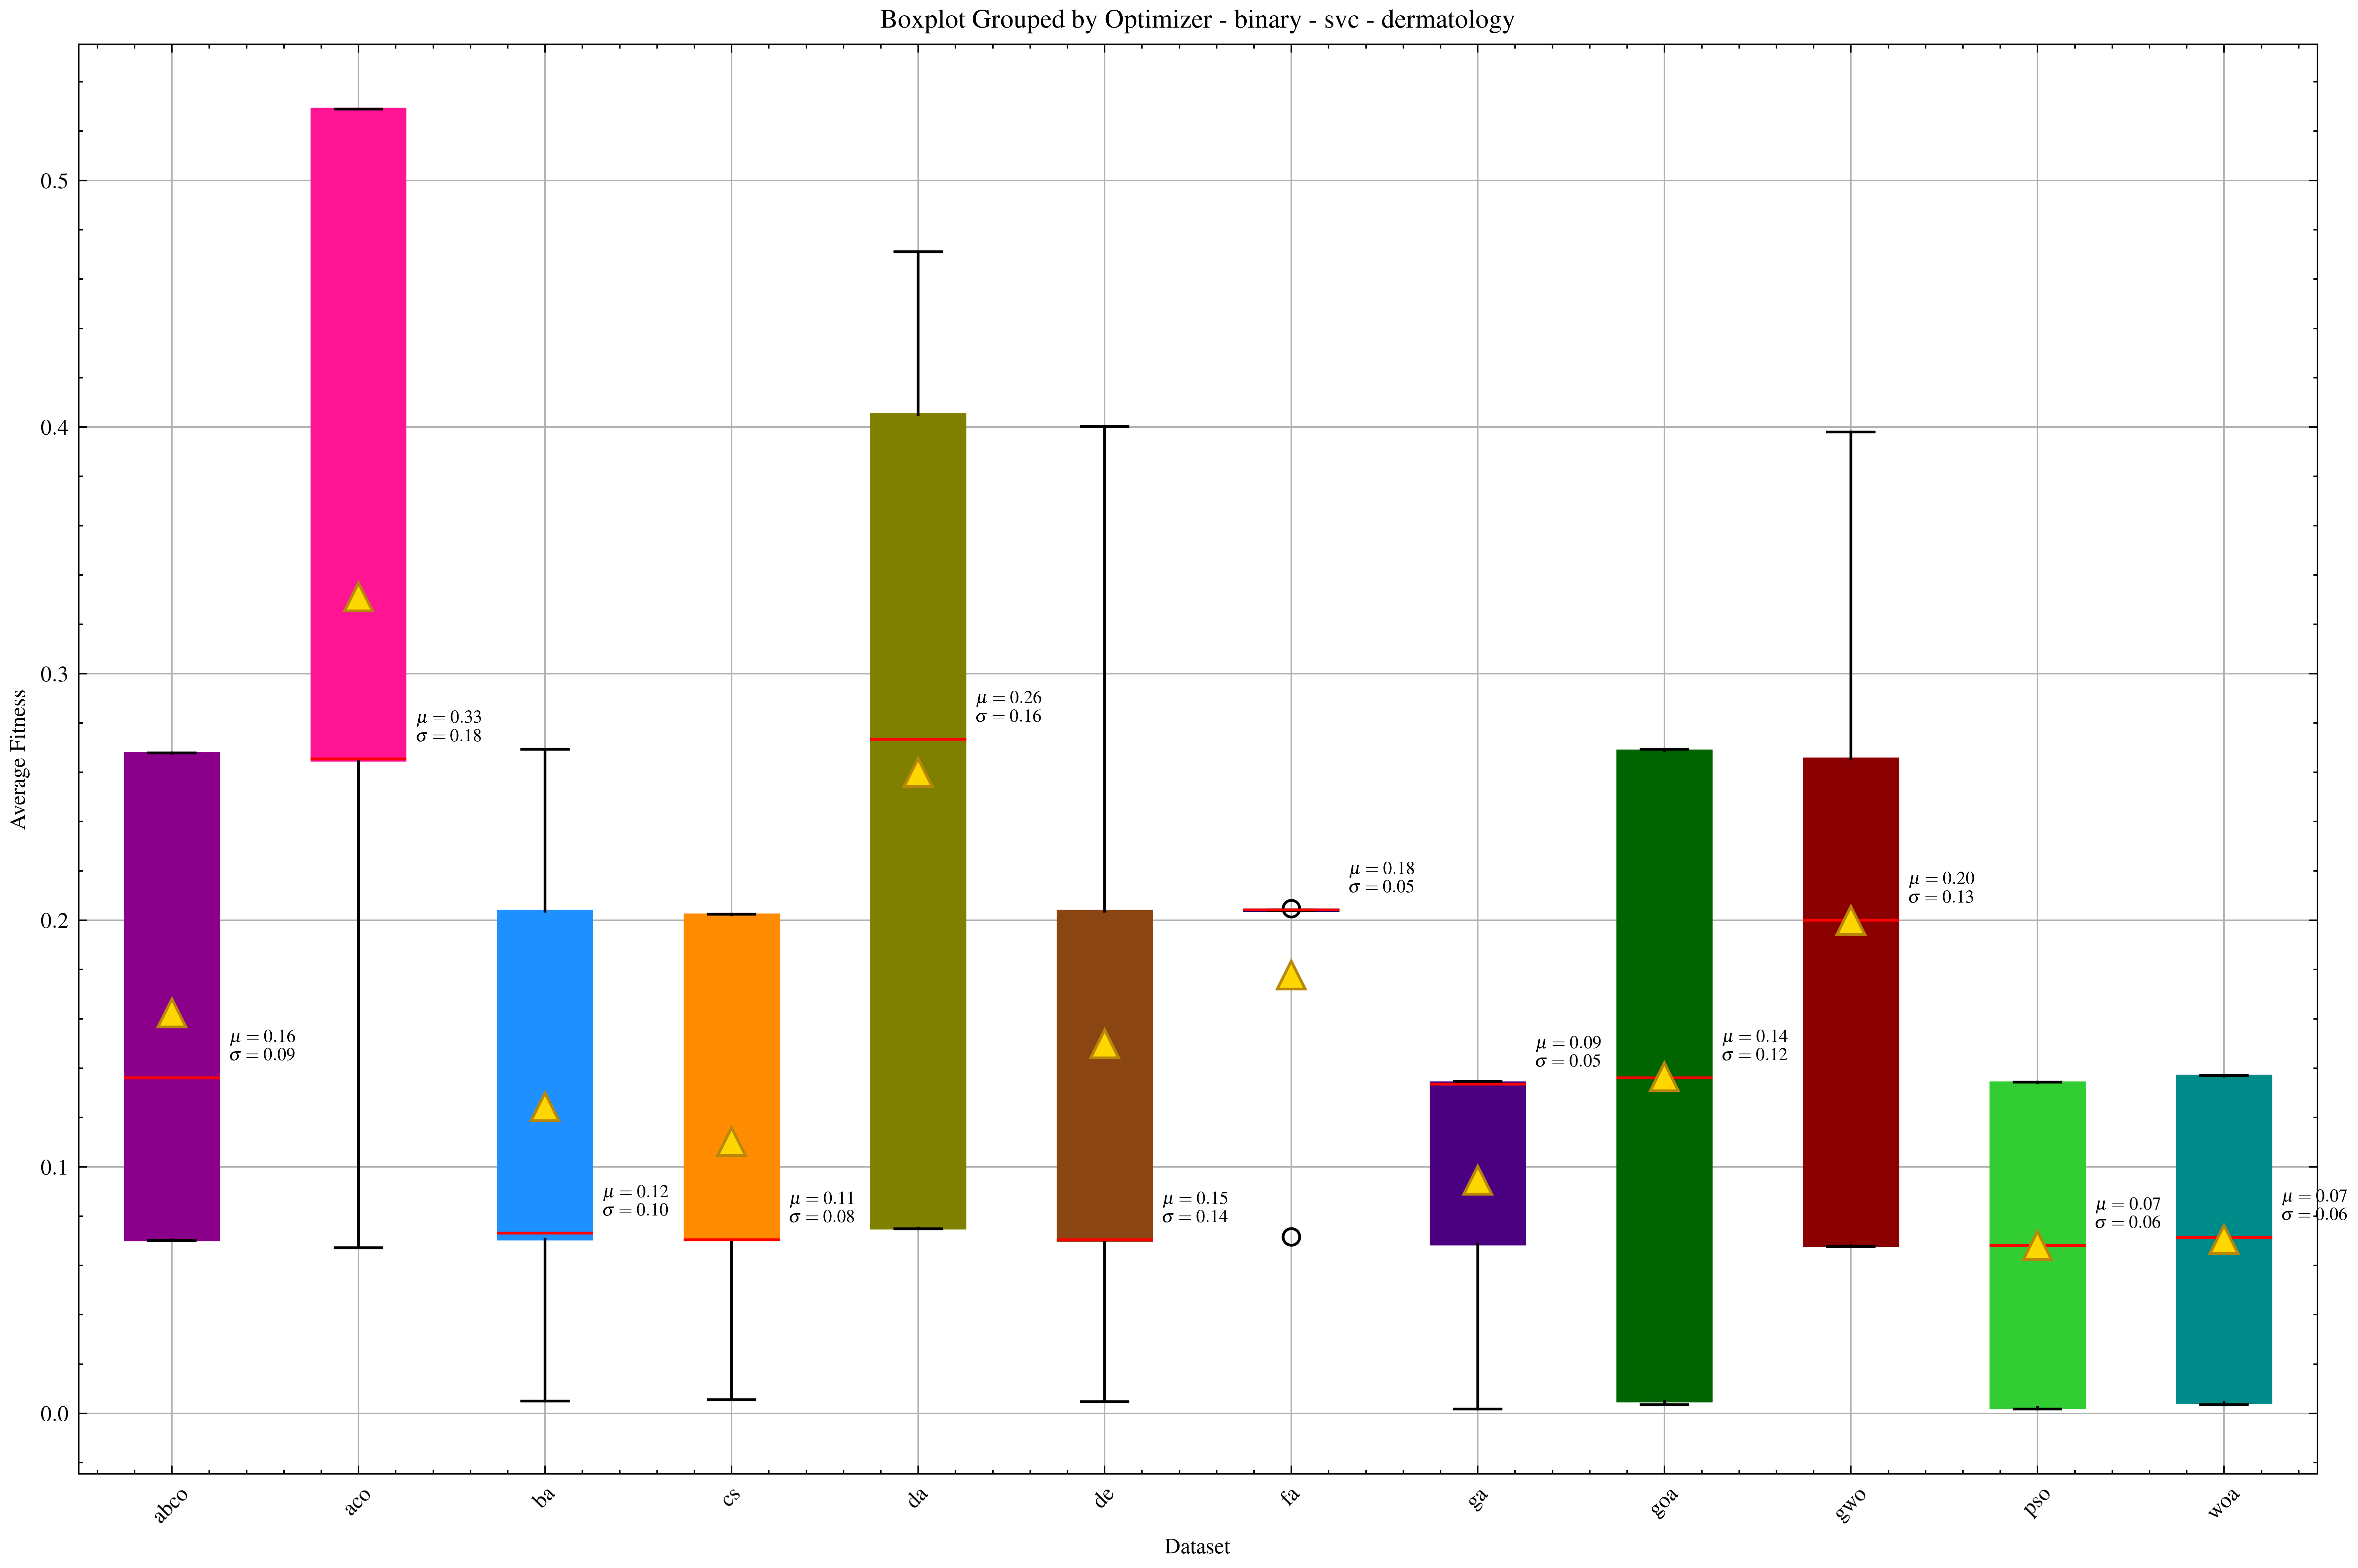 Boxplot Grouped by Optimizer - binary - svc - dermatology
Average Fitness
0.5
0.4
0.3
0.2
0.1
0.0
μ = 0.16
σ = 0.09
μ = 0.33
σ = 0.18
μ = 0.12
σ = 0.10
μ = 0.11
σ = 0.08
μ = 0.26
σ = 0.16
μ = 0.15
σ = 0.14
μ = 0.18
σ = 0.05
μ = 0.09
σ = 0.05
μ = 0.14
σ = 0.12
μ = 0.20
σ = 0.13
μ = 0.07
σ = 0.06
μ = 0.07
σ = 0.06
abco
aco
ba
cs
da
de
fa
ga
goa
gwo
pso
woa
Dataset